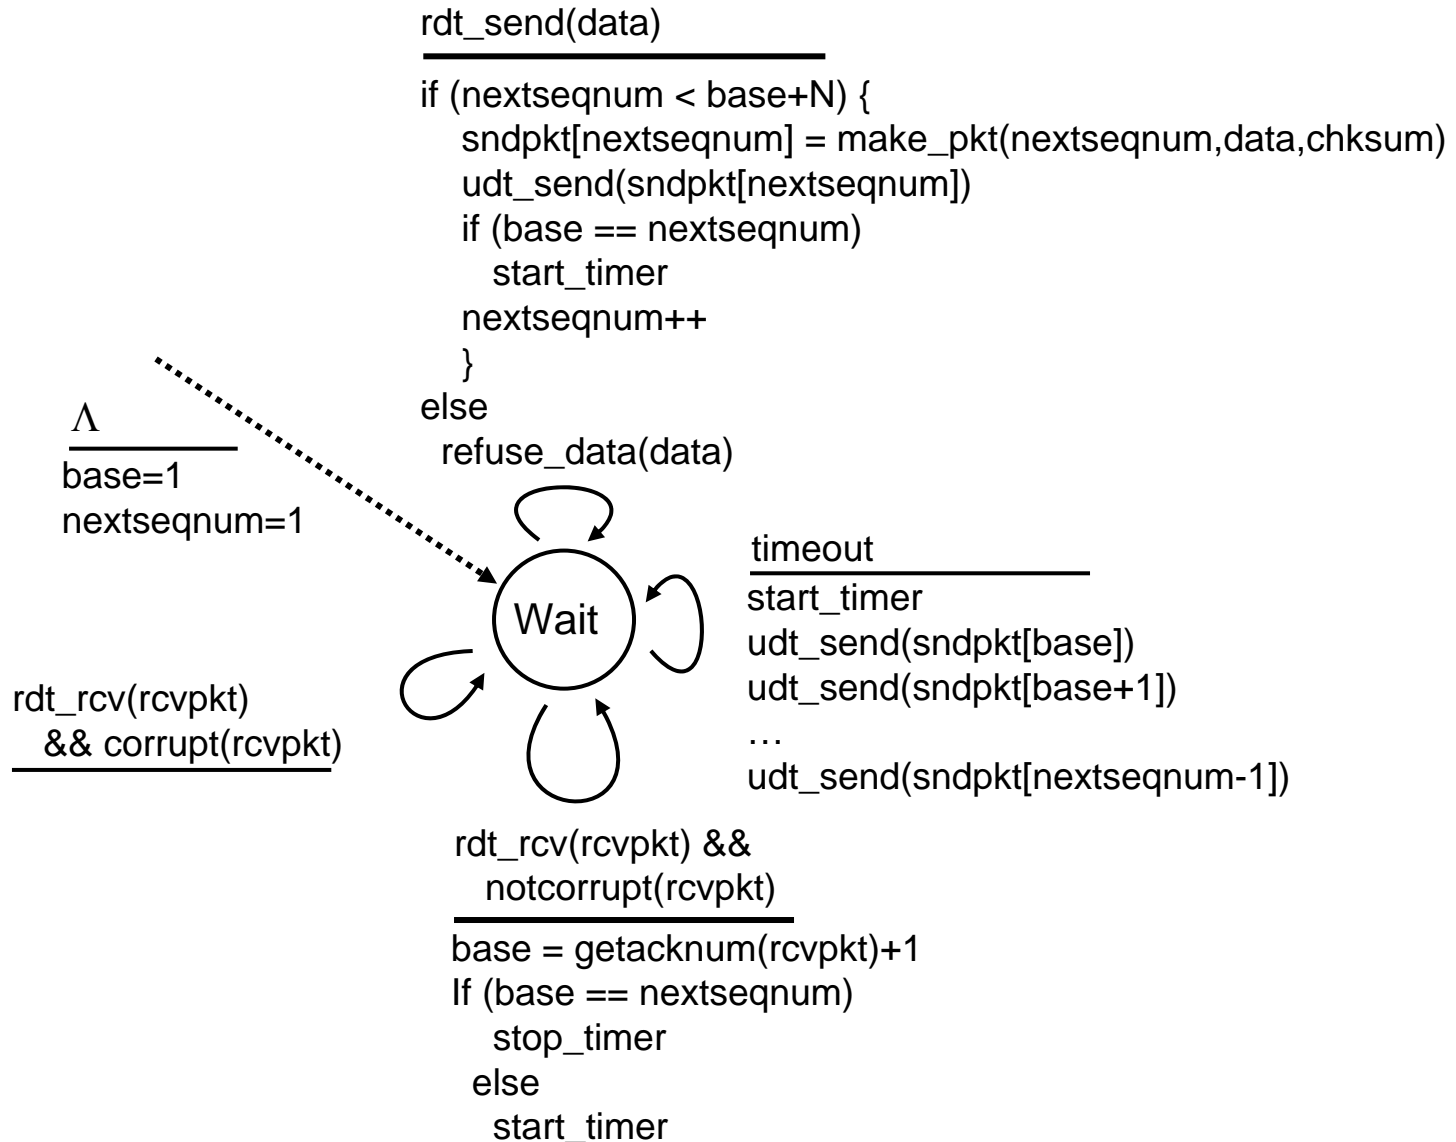 rdt_send(data)
if (nextseqnum < base+N) {
sndpkt[nextseqnum] = make_pkt(nextseqnum,data,chksum)
udt_send(sndpkt[nextseqnum])
if (base == nextseqnum)
start_timer
nextseqnum++
}
else
refuse_data(data)
Λ
base=1
nextseqnum=1
Wait
timeout
start_timer
udt_send(sndpkt[base])
udt_send(sndpkt[base+1])
…
udt_send(sndpkt[nextseqnum-1])
rdt_rcv(rcvpkt)
&& corrupt(rcvpkt)
rdt_rcv(rcvpkt) &&
notcorrupt(rcvpkt)
base = getacknum(rcvpkt)+1
If (base == nextseqnum)
stop_timer
else
start_timer